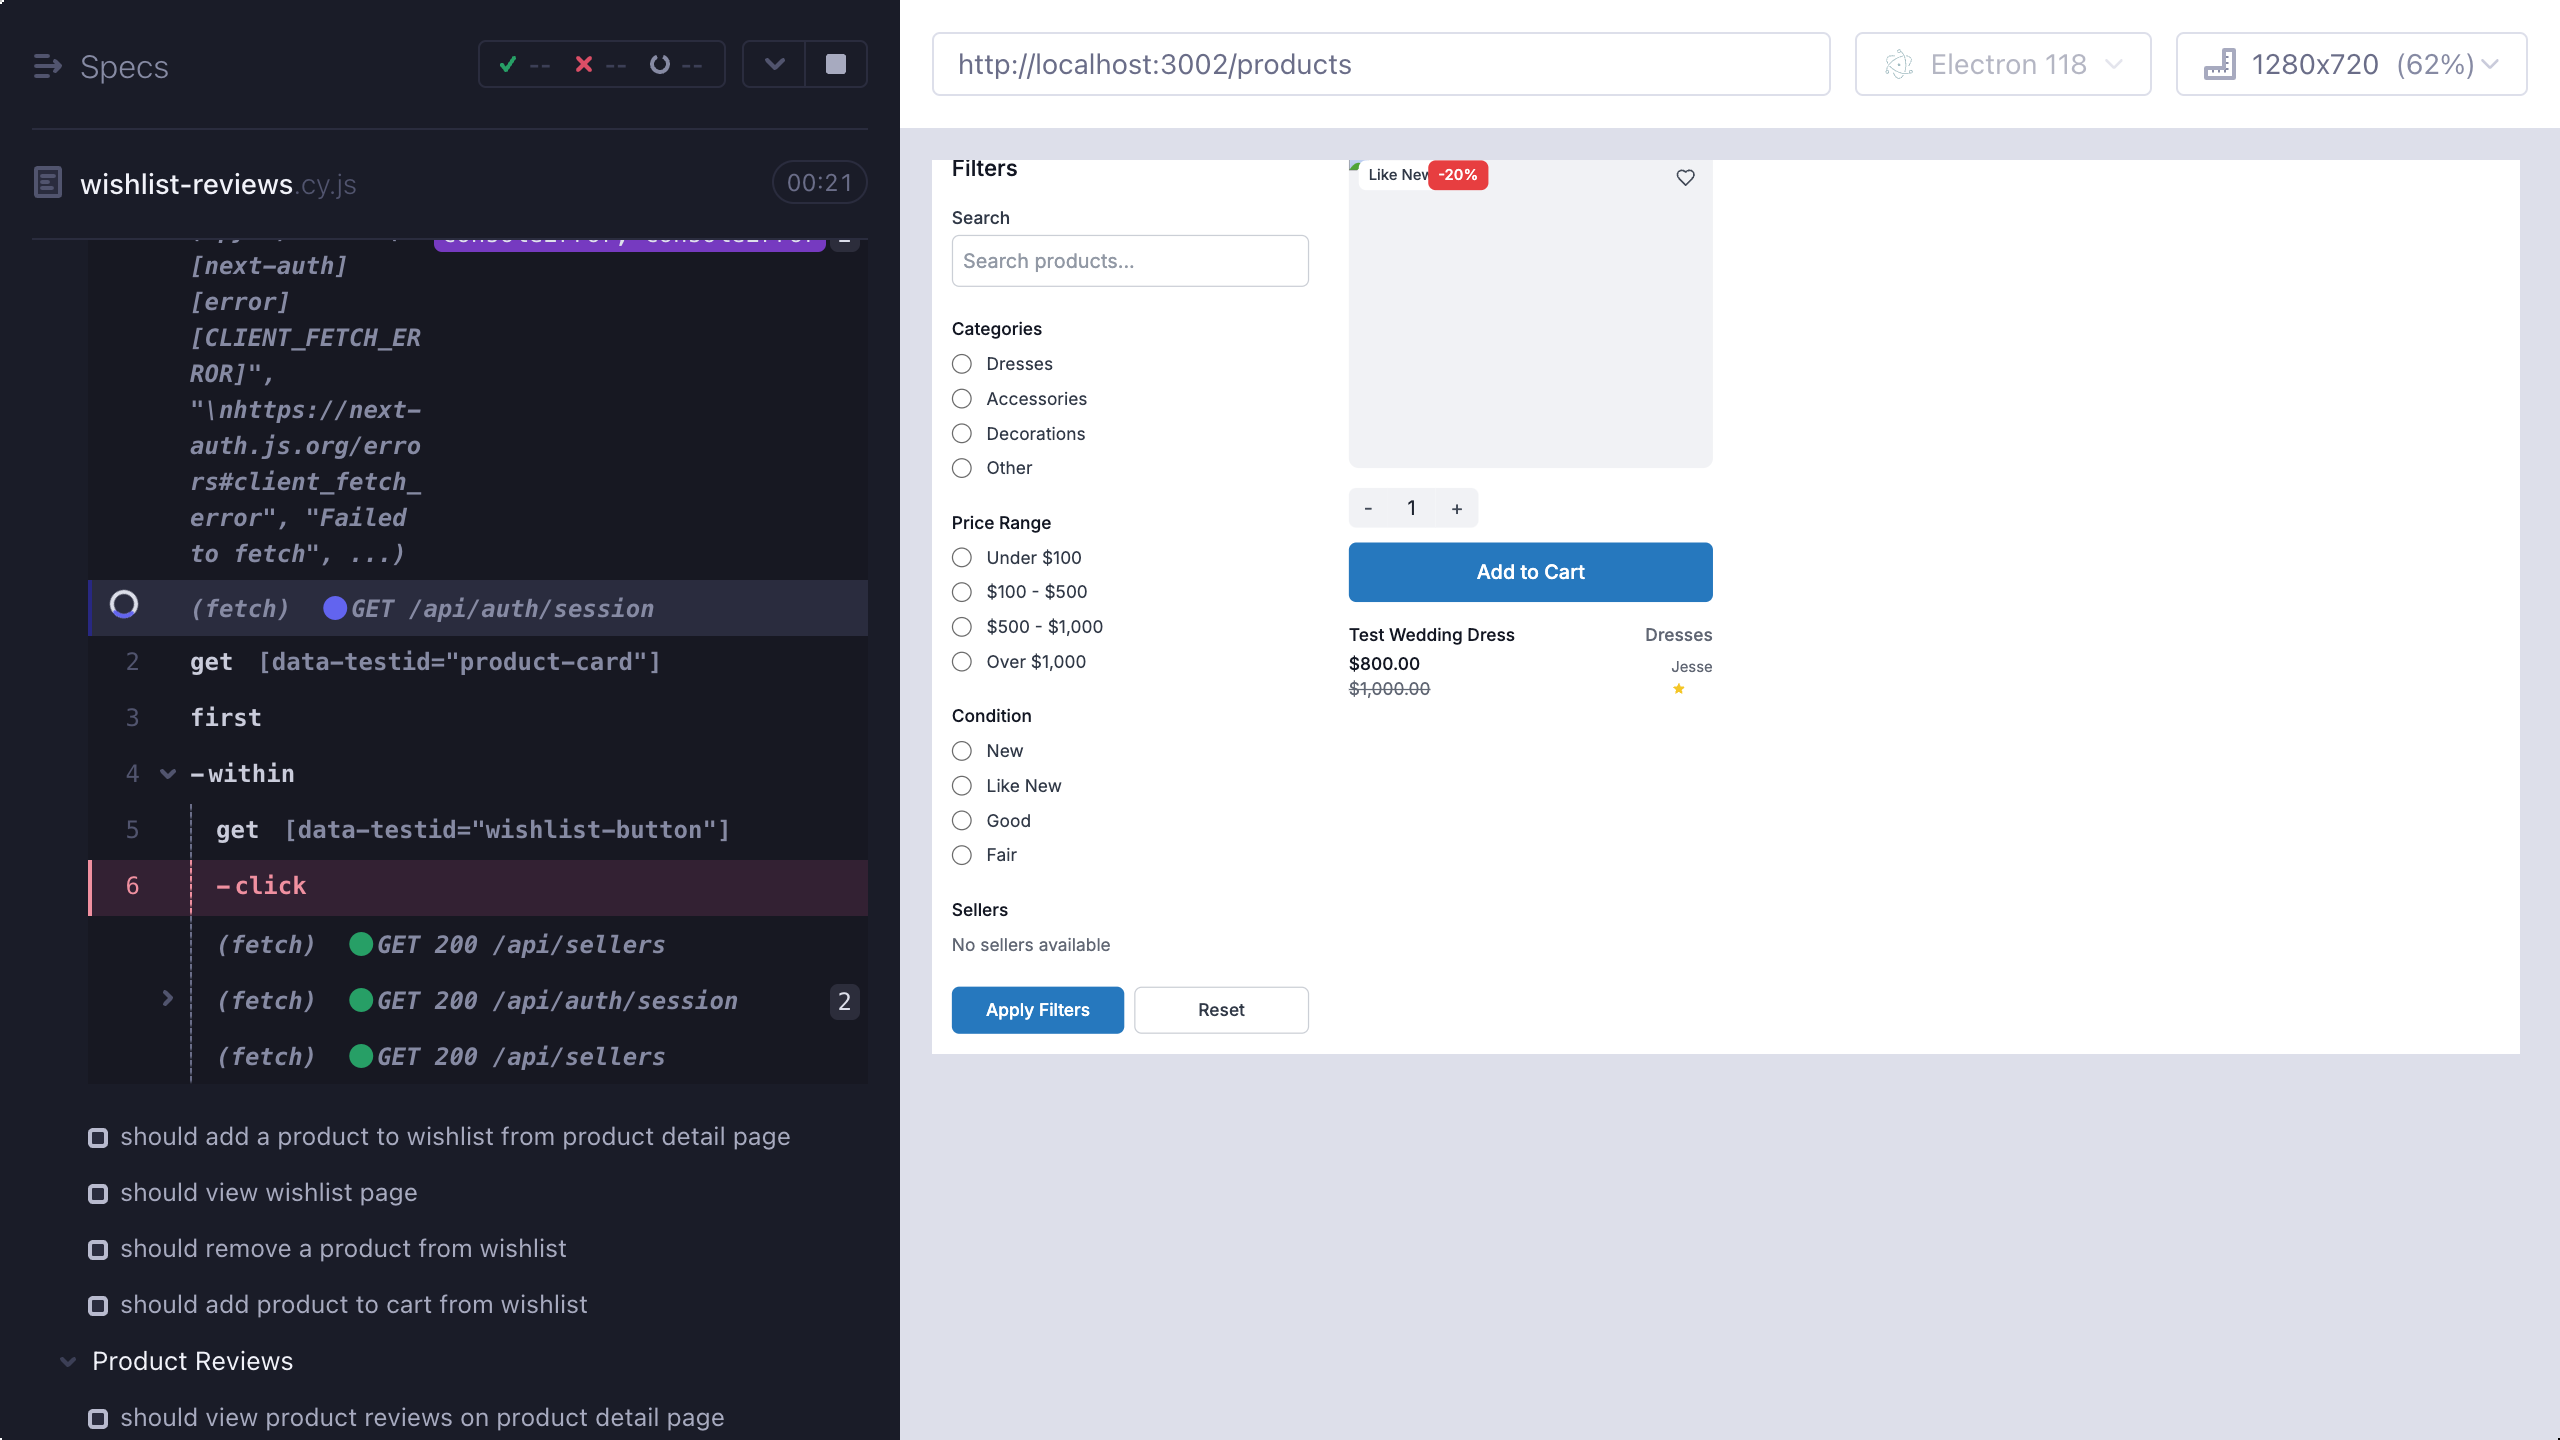 Specs
-- -- --
wishlist-reviews.cy.js
00:21
[next-auth]
[error]
[CLIENT_FETCH_ER
ROR]",
"\nhttps://next-
auth.js.org/erro
rs#client_fetch_
error", "Failed
to fetch", ...)
(fetch) GET /api/auth/session
2 get [data-testid="product-card"]
3 first
4 -within
5 get [data-testid="wishlist-button"]
6 -click
(fetch) GET 200 /api/sellers
(fetch) GET 200 /api/auth/session 2
(fetch) GET 200 /api/sellers
should add a product to wishlist from product detail page
should view wishlist page
should remove a product from wishlist
should add product to cart from wishlist
Product Reviews
should view product reviews on product detail page
http://localhost:3002/products
Electron 118
1280x720 (62%)
Filters
Search
Search products...
Categories
Dresses
Accessories
Decorations
Other
Price Range
Under $100
$100 - $500
$500 - $1,000
Over $1,000
Condition
New
Like New
Good
Fair
Sellers
No sellers available
Apply Filters
Reset
Like New
-20%
- 1 +
Add to Cart
Test Wedding Dress
Dresses
$800.00
Jesse
$1,000.00